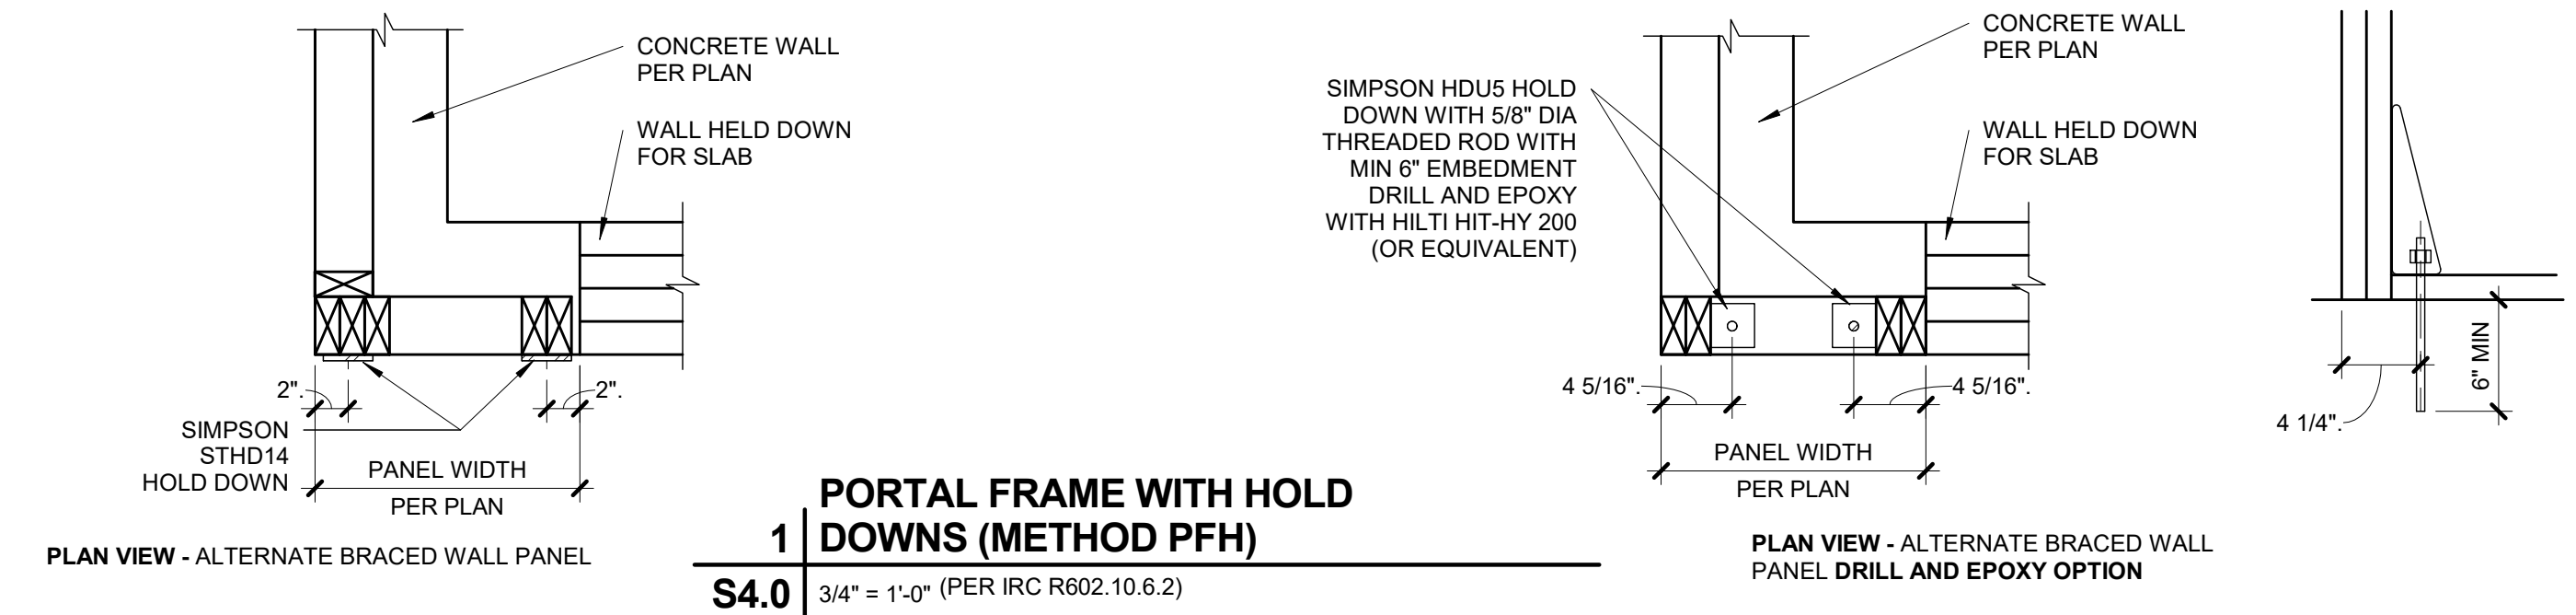 CONCRETE WALL
PER PLAN
WALL HELD DOWN
FOR SLAB
2".
2".
SIMPSON
STHD14
HOLD DOWN
PANEL WIDTH
PER PLAN
PLAN VIEW - ALTERNATE BRACED WALL PANEL
1
PORTAL FRAME WITH HOLD
DOWNS (METHOD PFH)
S4.0
3/4" = 1'-0" (PER IRC R602.10.6.2)
SIMPSON HDU5 HOLD
DOWN WITH 5/8" DIA
THREADED ROD WITH
MIN 6" EMBEDMENT
DRILL AND EPOXY
WITH HILTI HIT-HY 200
(OR EQUIVALENT)
CONCRETE WALL
PER PLAN
WALL HELD DOWN
FOR SLAB
4 5/16".
4 5/16".
PANEL WIDTH
PER PLAN
PLAN VIEW - ALTERNATE BRACED WALL
PANEL DRILL AND EPOXY OPTION
4 1/4".
6" MIN